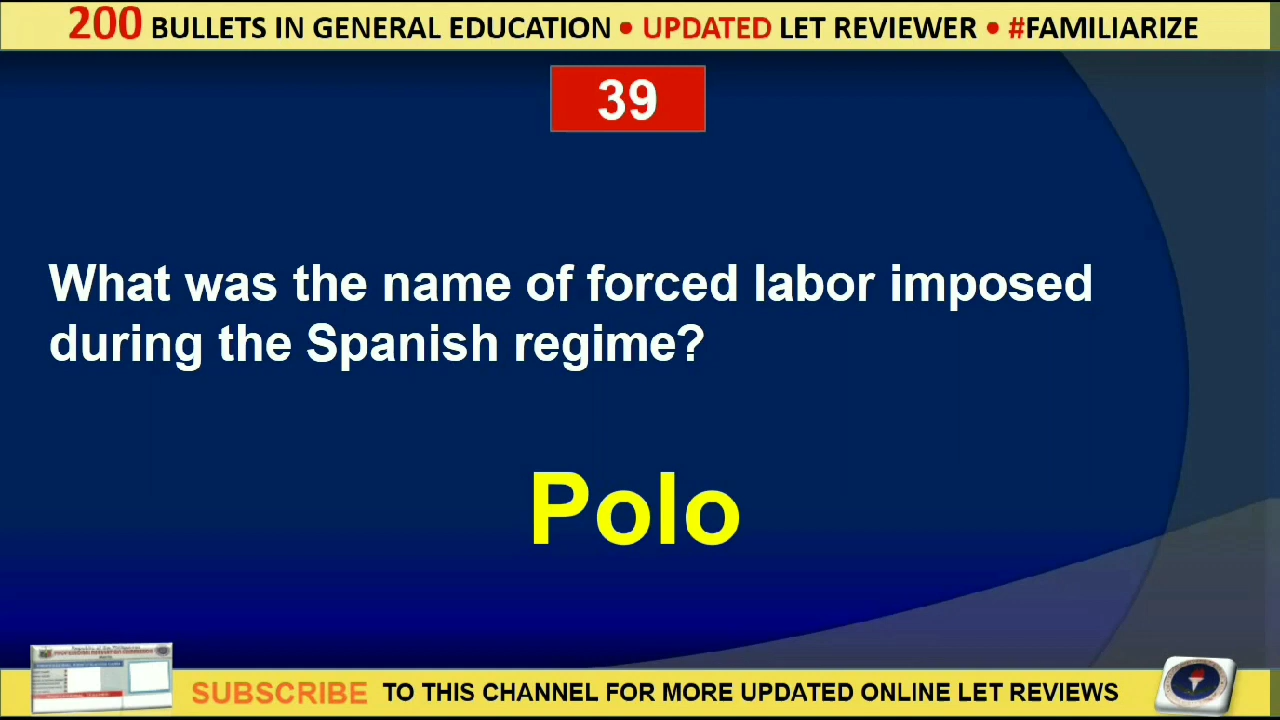 200 BULLETS IN GENERAL EDUCATION • UPDATED LET REVIEWER • #FAMILIARIZE
39
What was the name of forced labor imposed
during the Spanish regime?
Polo
SUBSCRIBE TO THIS CHANNEL FOR MORE UPDATED ONLINE LET REVIEWS